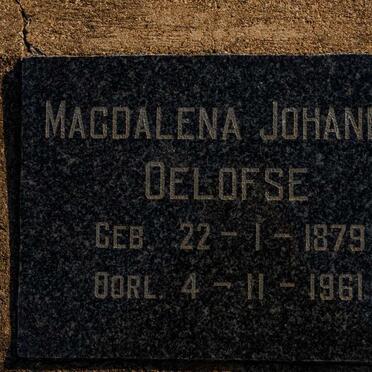 MAGDALENA JOHANN
OELOFSE
GEB. 22 - 1 - 1879
OORL. 4 - 11 - 1961